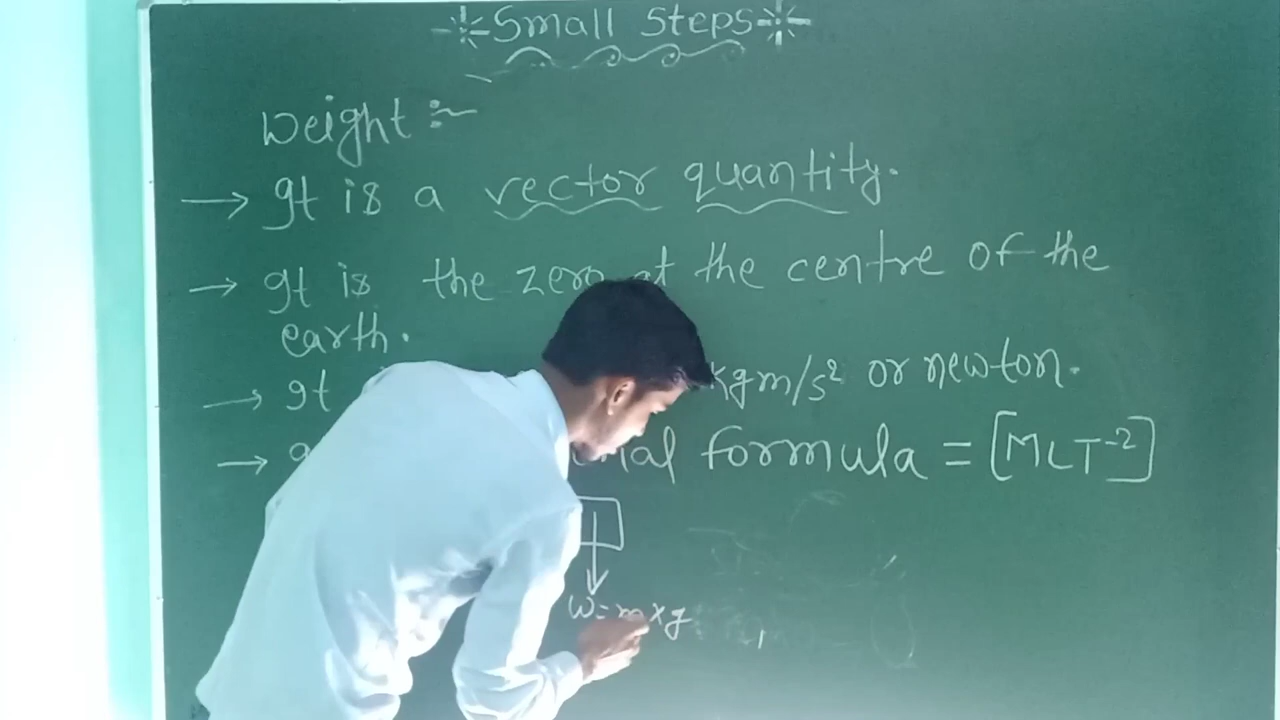 Small Steps
Weight :-
→ It is a vector quantity.
→ It is the zero at the centre of the
earth.
→ It kgm/s² or newton.
→ formula = [MLT⁻²]
W = m x g